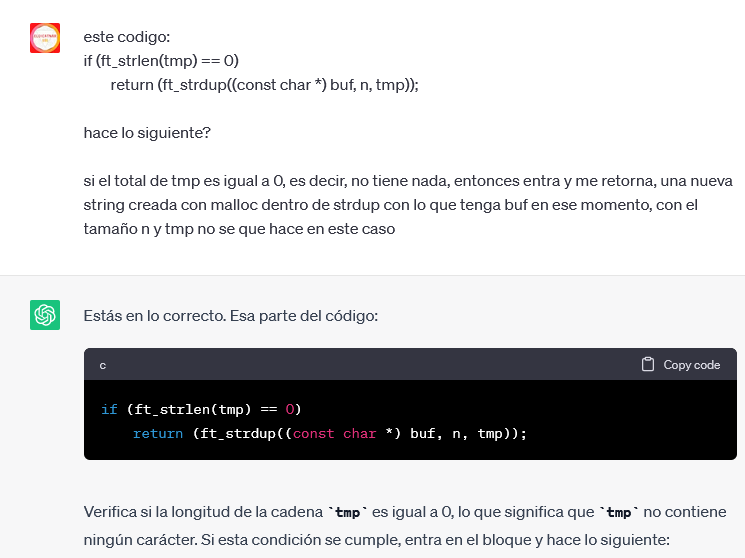 este codigo:
if (ft_strlen(tmp) == 0)
return (ft_strdup((const char *) buf, n, tmp));
hace lo siguiente?
si el total de tmp es igual a 0, es decir, no tiene nada, entonces entra y me retorna, una nueva
string creada con malloc dentro de strdup con lo que tenga buf en ese momento, con el
tamaño n y tmp no se que hace en este caso
Estás en lo correcto. Esa parte del código:
c
Copy code
if (ft_strlen(tmp) == 0)
return (ft_strdup((const char *) buf, n, tmp));
Verifica si la longitud de la cadena `tmp` es igual a 0, lo que significa que `tmp` no contiene
ningún carácter. Si esta condición se cumple, entra en el bloque y hace lo siguiente: